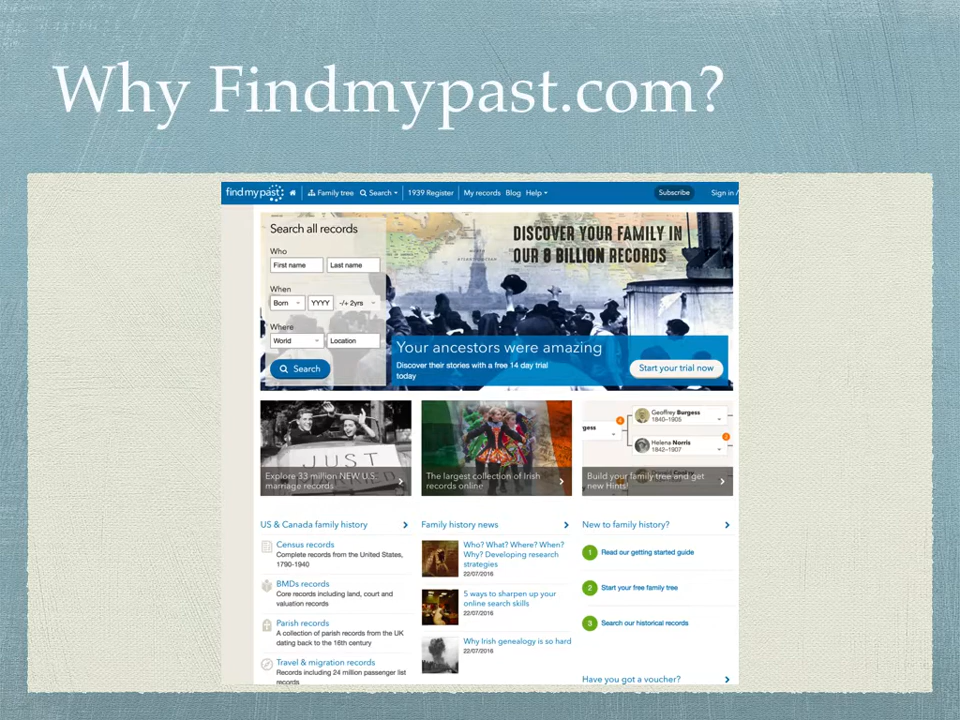 Why Findmypast.com?
findmypast
Family tree
Search
1939 Register
My records
Blog
Help
Subscribe
Sign in /
Search all records
Who
First name
Last name
When
Born
YYYY
-/+ 2yrs
Where
World
Location
Search
DISCOVER YOUR FAMILY IN
OUR 8 BILLION RECORDS
Your ancestors were amazing
Discover their stories with a free 14 day trial
today
Start your trial now
JUST
Explore 33 million NEW U.S.
marriage records
The largest collection of Irish
records online
Geoffrey Burgess
1840-1905
Helena Norris
1842-1907
Build your family tree and get
new Hints!
US & Canada family history
Census records
Complete records from the United States,
1790-1940
BMDs records
Core records including land, court and
valuation records
Parish records
A collection of parish records from the UK
dating back to the 16th century
Travel & migration records
Records including 24 million passenger list
records
Family history news
Who? What? Where? When?
Why? Developing research
strategies
22/07/2016
5 ways to sharpen up your
online search skills
22/07/2016
Why Irish genealogy is so hard
22/07/2016
New to family history?
1 Read our getting started guide
2 Start your free family tree
3 Search our historical records
Have you got a voucher?